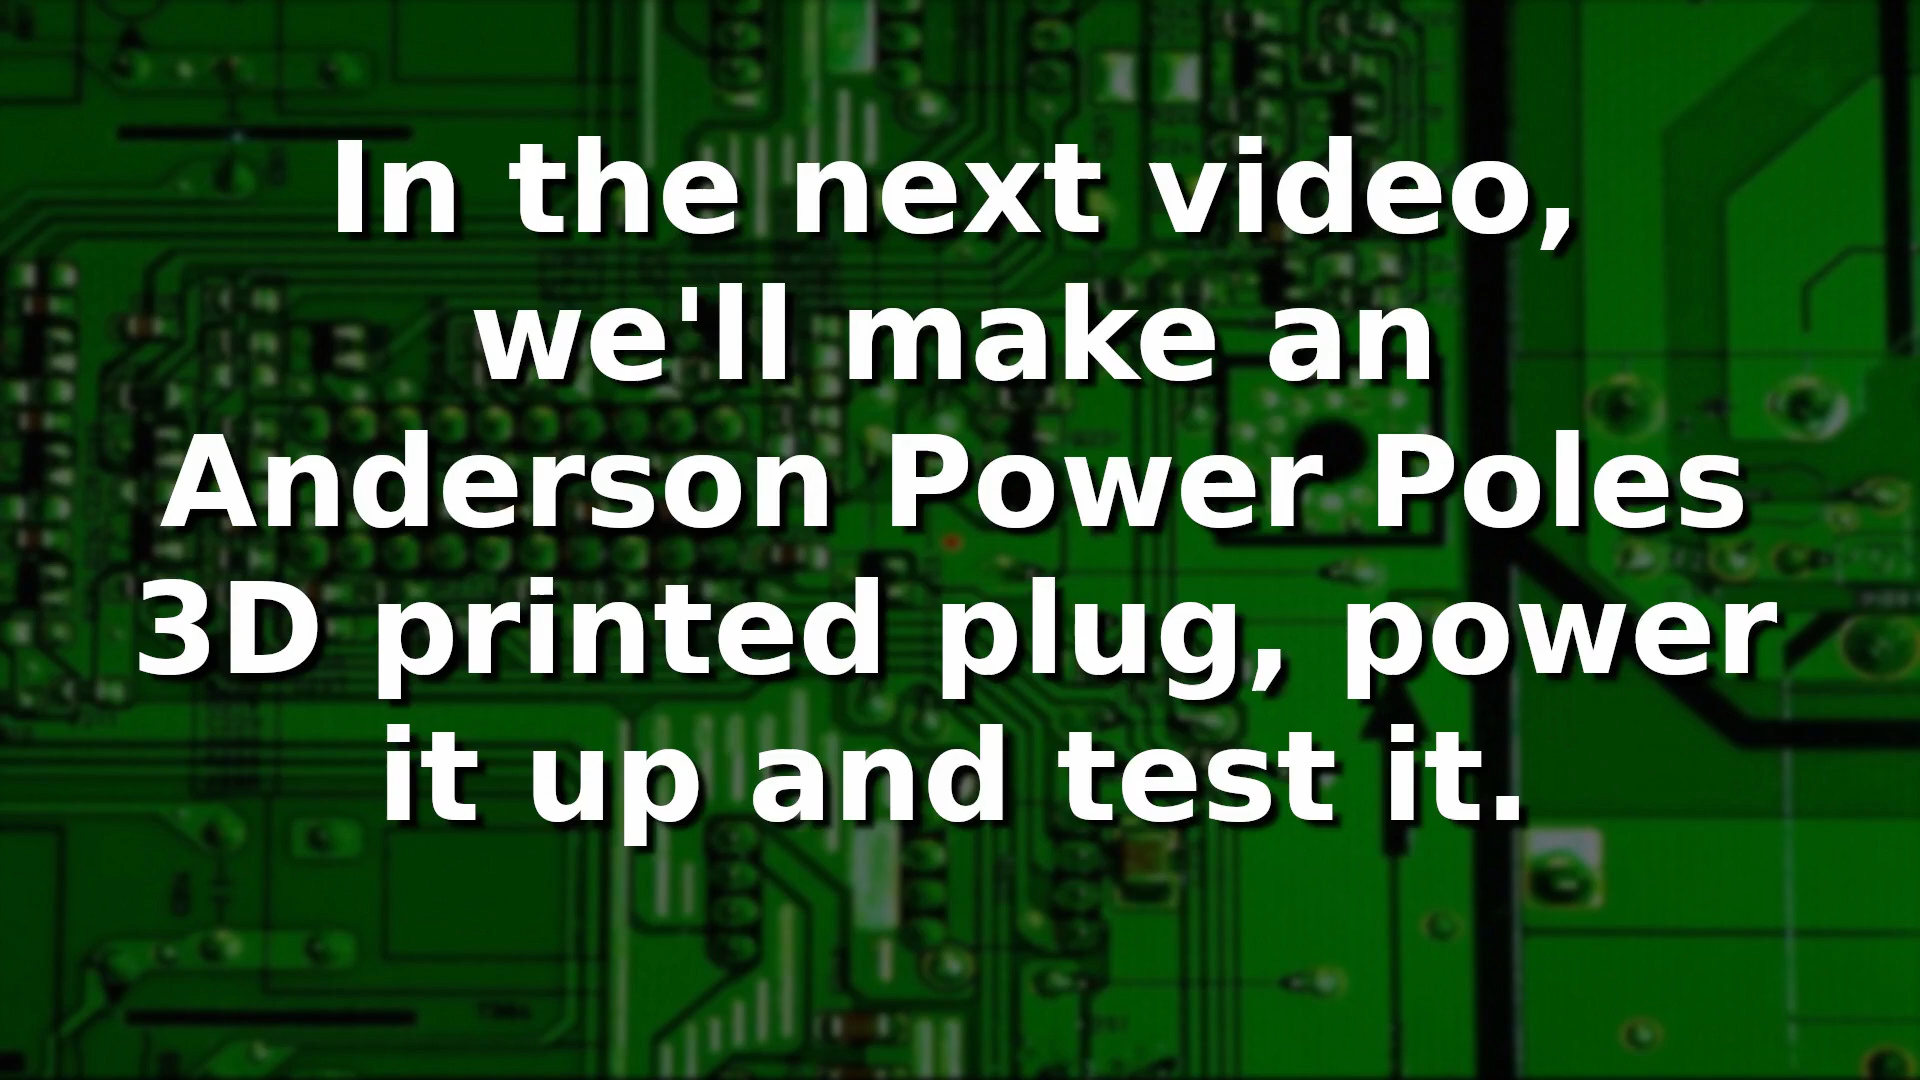 In the next video,
we'll make an
Anderson Power Poles
3D printed plug, power
it up and test it.